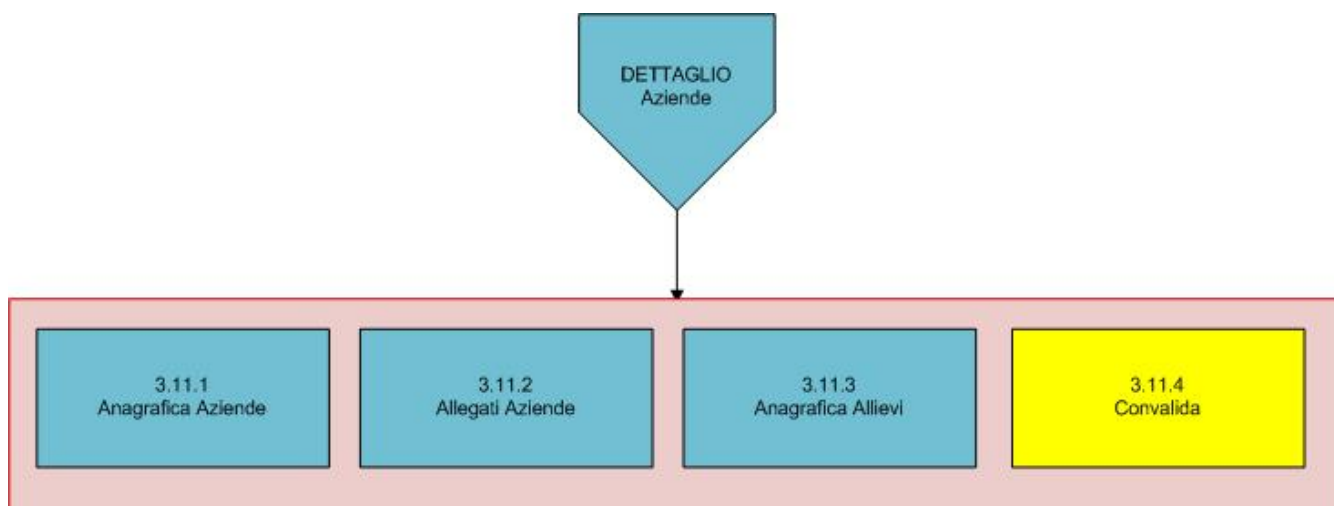 DETTAGLIO
Aziende
3.11.1
Anagrafica Aziende
3.11.2
Allegati Aziende
3.11.3
Anagrafica Allievi
3.11.4
Convalida